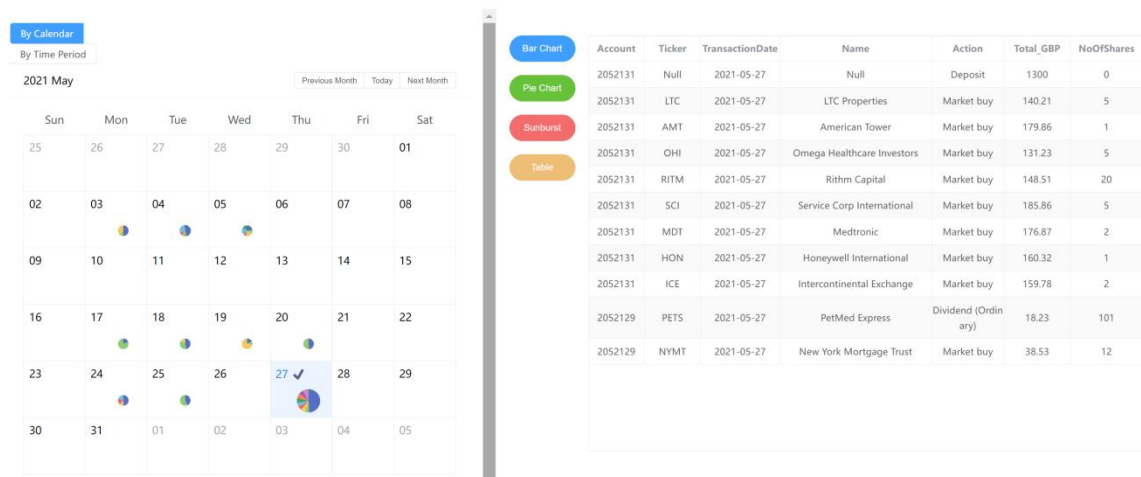 By Calendar
By Time Period
2021 May
Previous Month Today Next Month
Sun Mon Tue Wed Thu Fri Sat
25 26 27 28 29 30 01
02 03 04 05 06 07 08
09 10 11 12 13 14 15
16 17 18 19 20 21 22
23 24 25 26 27 28 29
30 31 01 02 03 04 05
Bar Chart
Pie Chart
Sunburst
Table
Account Ticker TransactionDate Name Action Total_GBP NoOfShares
2052131 Null 2021-05-27 Null Deposit 1300 0
2052131 LTC 2021-05-27 LTC Properties Market buy 140.21 5
2052131 AMT 2021-05-27 American Tower Market buy 179.86 1
2052131 OHI 2021-05-27 Omega Healthcare Investors Market buy 131.23 5
2052131 RITM 2021-05-27 Rithm Capital Market buy 148.51 20
2052131 SCI 2021-05-27 Service Corp International Market buy 185.86 5
2052131 MDT 2021-05-27 Medtronic Market buy 176.87 2
2052131 HON 2021-05-27 Honeywell International Market buy 160.32 1
2052131 ICE 2021-05-27 Intercontinental Exchange Market buy 159.78 2
2052129 PETS 2021-05-27 PetMed Express Dividend (Ordin 18.23 101
ary)
2052129 NYMT 2021-05-27 New York Mortgage Trust Market buy 38.53 12